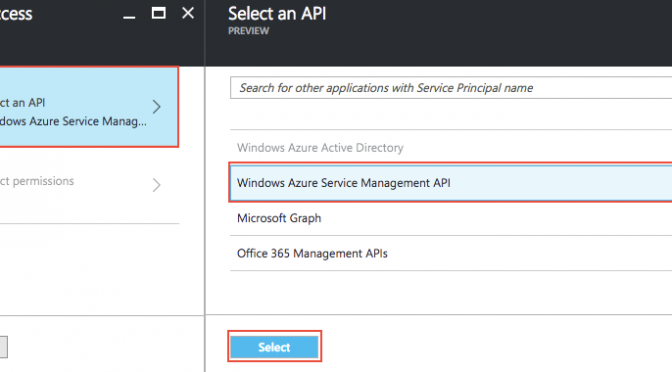 ccess
Select an API
PREVIEW
Search for other applications with Service Principal name
ct an API
dows Azure Service Manag...
Windows Azure Active Directory
Windows Azure Service Management API
ct permissions
Microsoft Graph
Office 365 Management APIs
Select